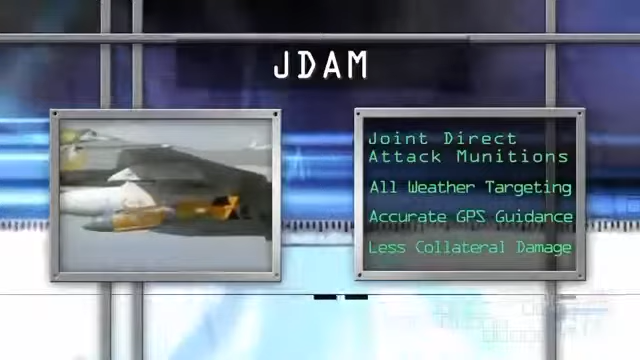 JDAM
Joint Direct
Attack Munitions
All Weather Targeting
Accurate GPS Guidance
Less Collateral Damage